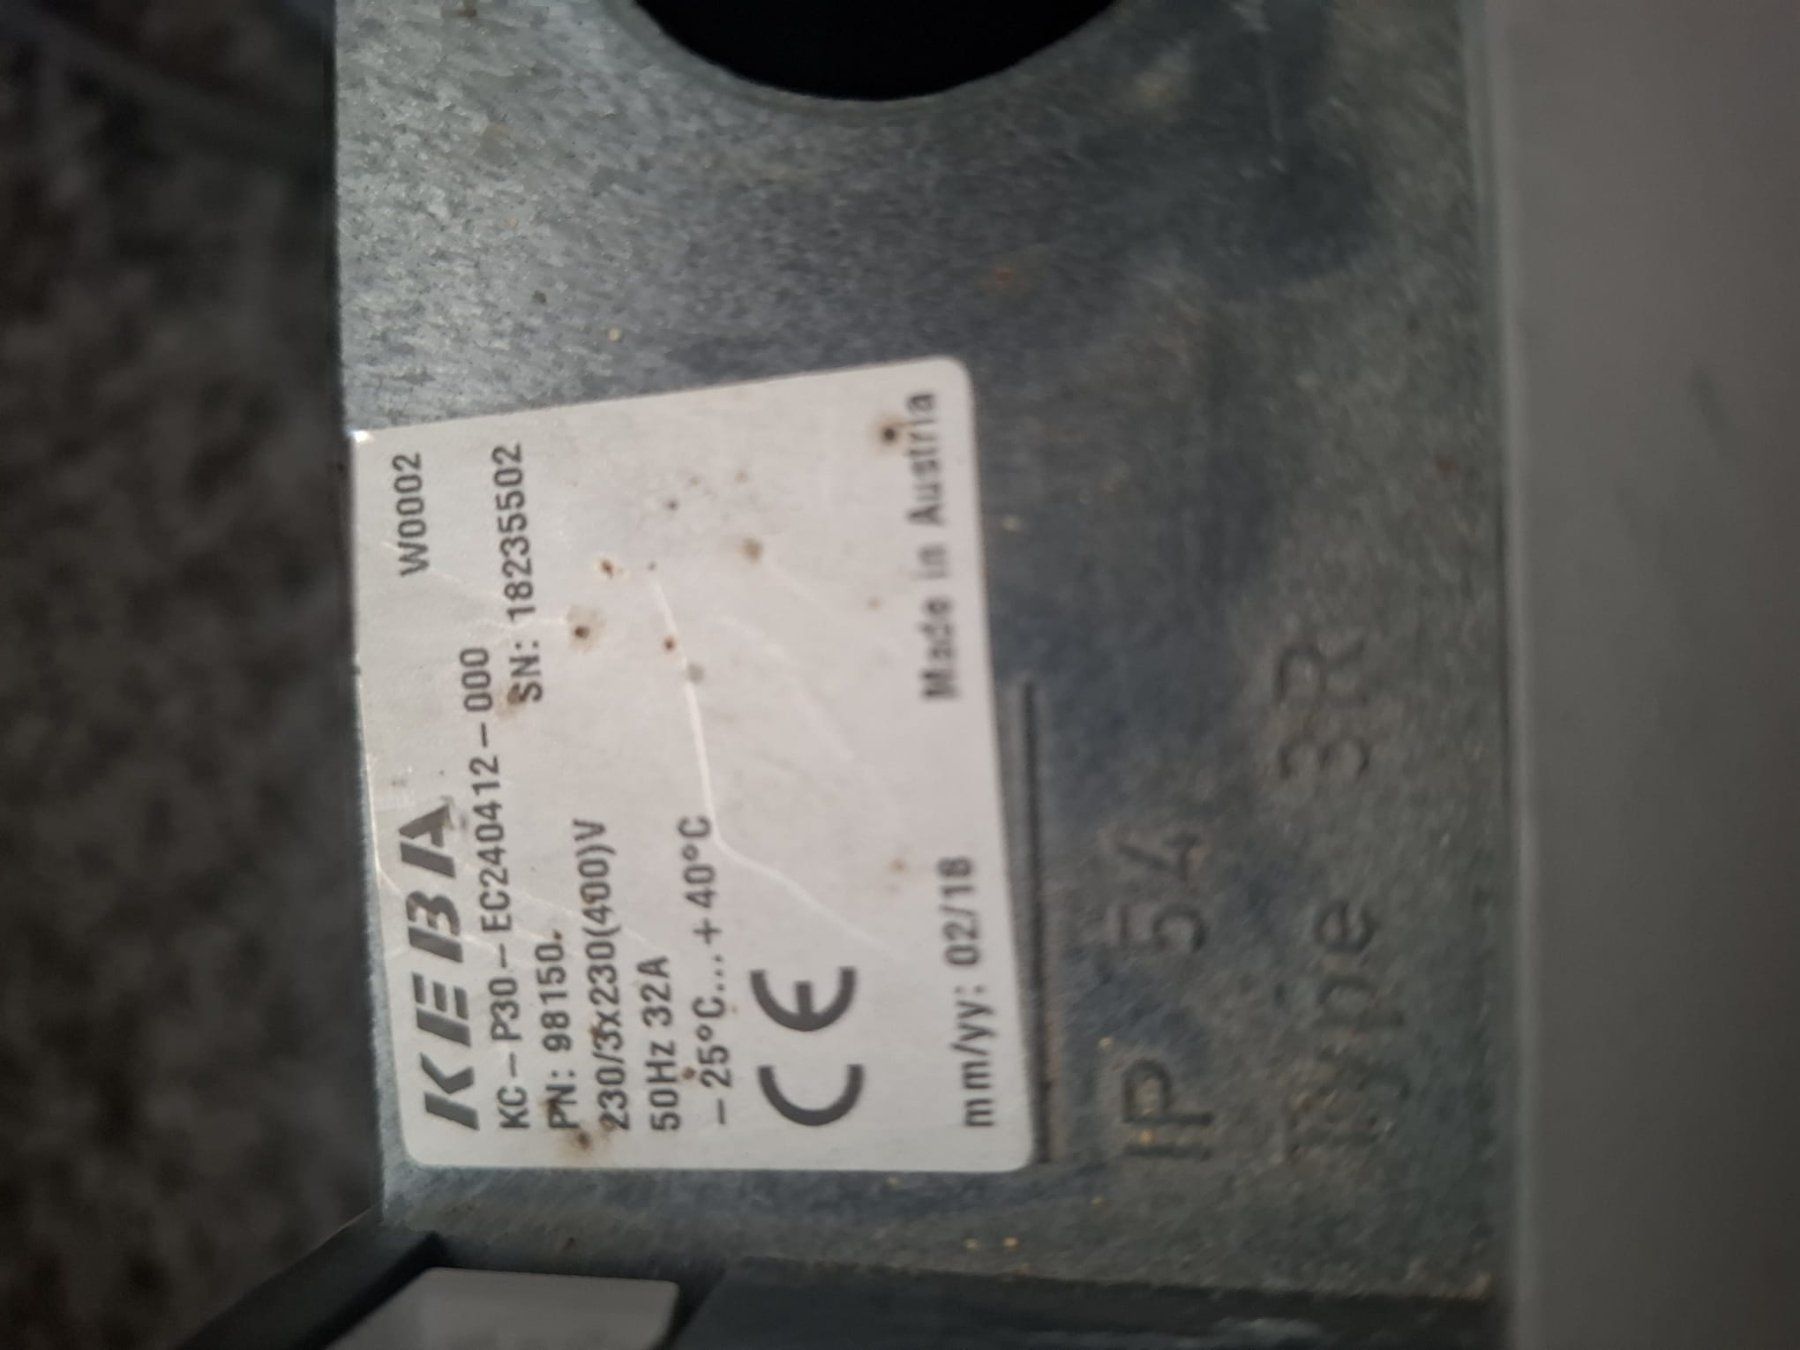 KEBA
W0002
KC-P30-EC240412-000
SN: 18235502
PN: 98150.
230/3x230(400)V
50Hz 32A
-25°C...+40°C
CE
mm/yy: 02/18
Made in Austria
IP 54
Type 3R